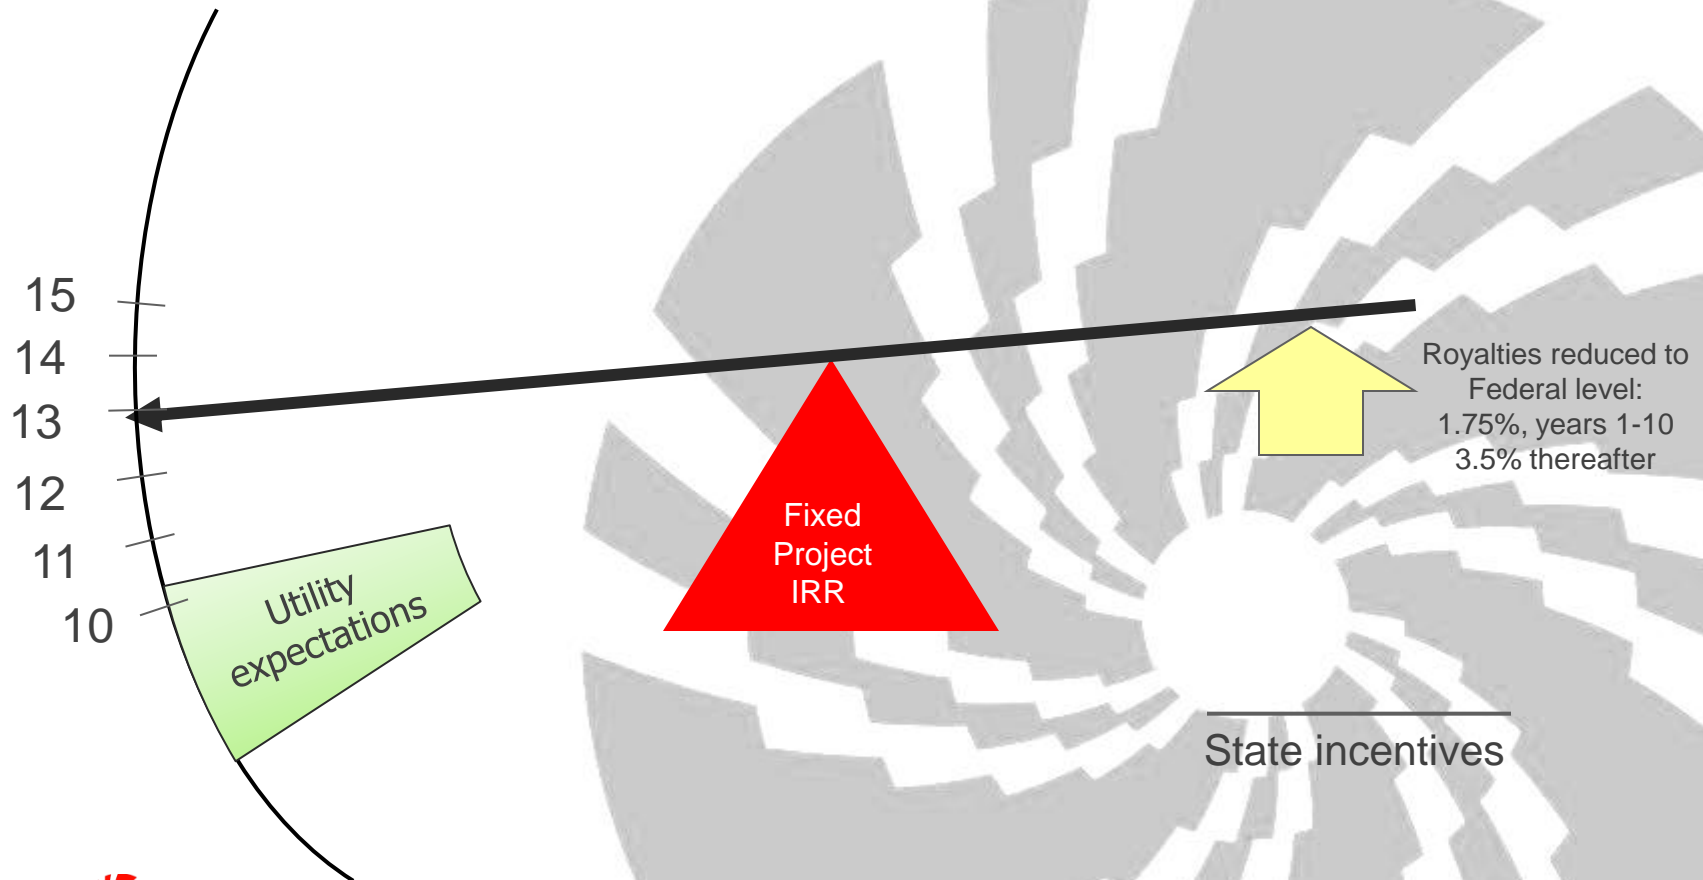 15
14
13
12
11
10
Utility
expectations
Fixed
Project
IRR
Royalties reduced to
Federal level:
1.75%, years 1-10
3.5% thereafter
State incentives